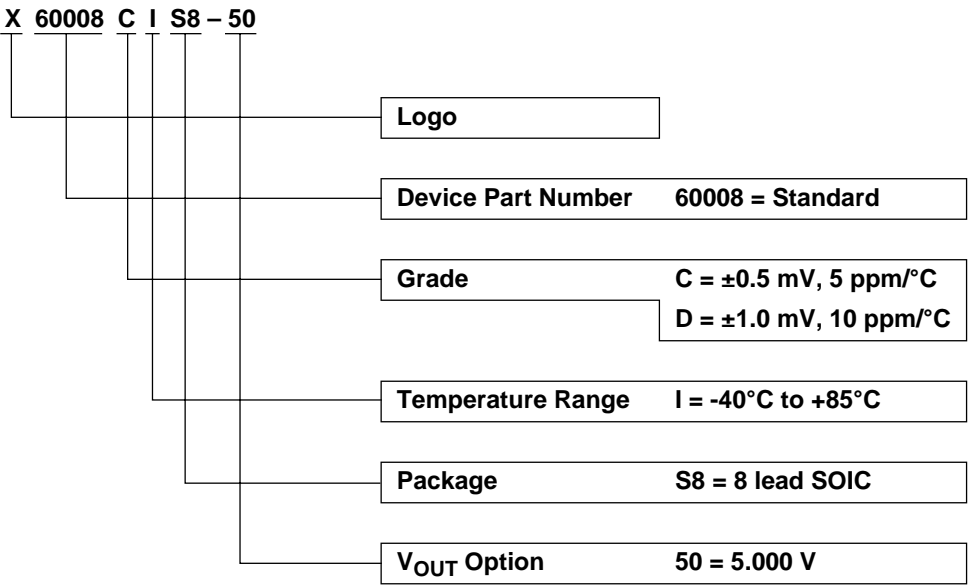 X 60008 C I S8 – 50
Logo
Device Part Number 60008 = Standard
Grade C = ±0.5 mV, 5 ppm/°C
D = ±1.0 mV, 10 ppm/°C
Temperature Range I = -40°C to +85°C
Package S8 = 8 lead SOIC
VOUT Option 50 = 5.000 V